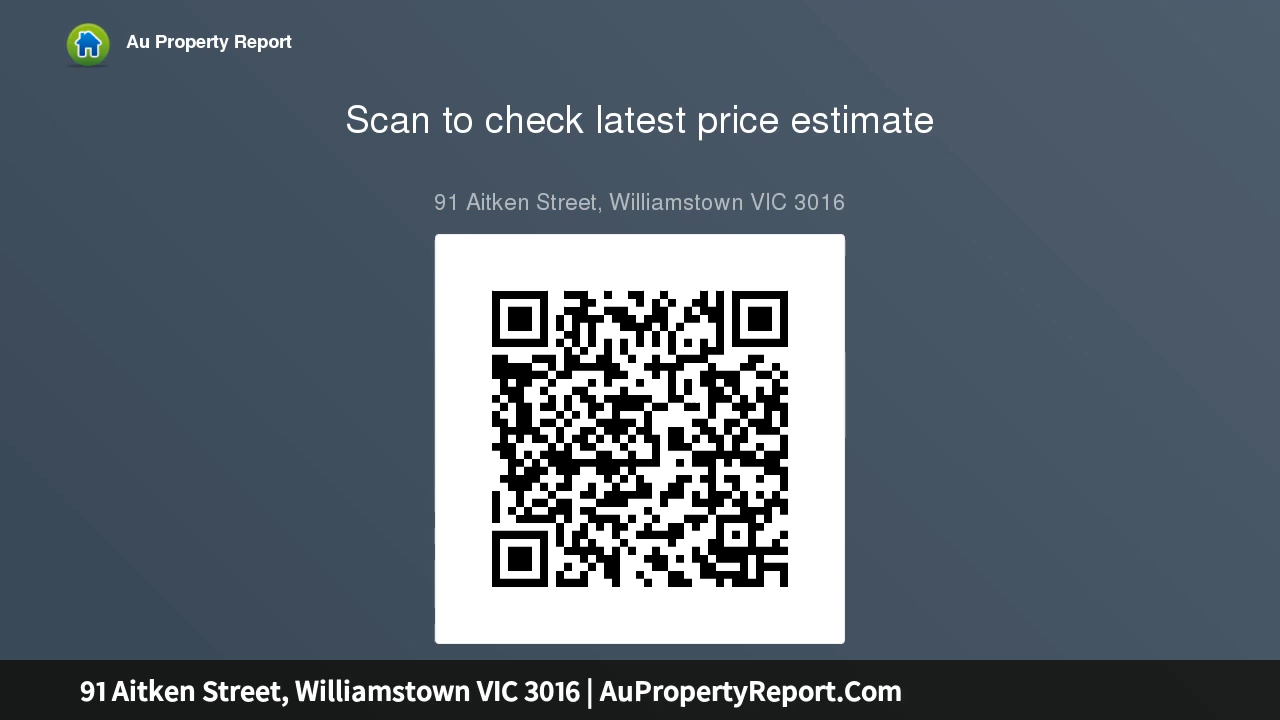 Au Property Report
Scan to check latest price estimate
91 Aitken Street, Williamstown VIC 3016
91 Aitken Street, Williamstown VIC 3016 | AuPropertyReport.Com